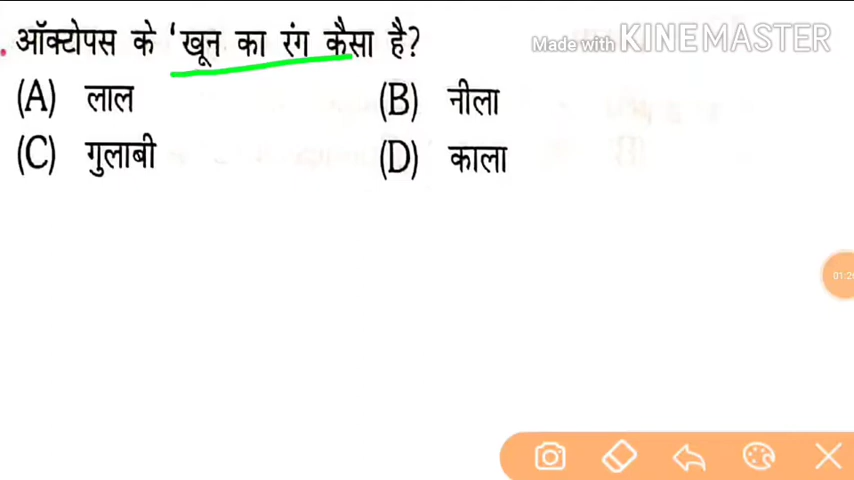 ऑक्टोपस के 'खून का रंग कैसा है?
Made with KINEMASTER
(A) लाल
(B) नीला
(C) गुलाबी
(D) काला